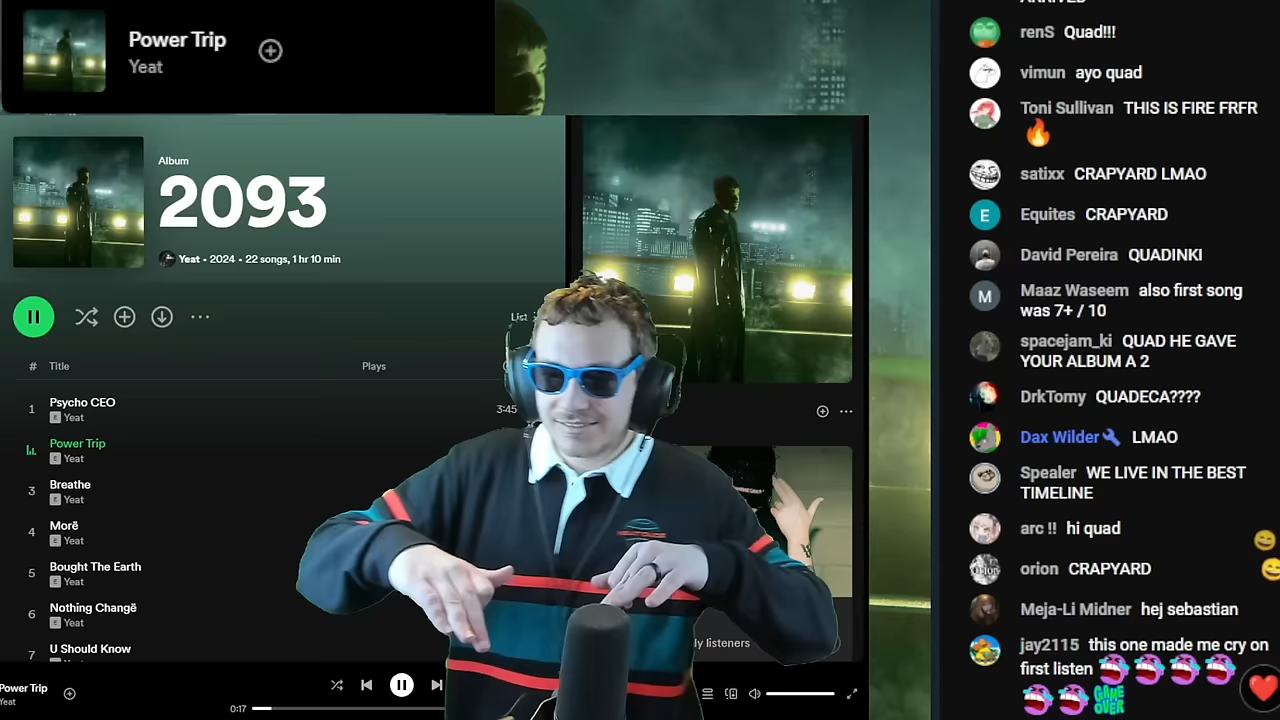 Power Trip
Yeat
Album
2093
Yeat • 2024 • 22 songs, 1 hr 10 min
List
# Title Plays
1 Psycho CEO 3:45
E Yeat
Power Trip
E Yeat
3 Breathe
E Yeat
4 Morë
E Yeat
5 Bought The Earth
E Yeat
6 Nothing Changë
E Yeat
7 U Should Know
ly listeners
Power Trip
Yeat
0:17
ARRIVED
renS Quad!!!
vimun ayo quad
Toni Sullivan THIS IS FIRE FRFR
🔥
satixx CRAPYARD LMAO
E Equites CRAPYARD
David Pereira QUADINKI
M Maaz Waseem also first song
was 7+ / 10
spacejam_ki QUAD HE GAVE
YOUR ALBUM A 2
DrkTomy QUADECA????
Dax Wilder LMAO
Spealer WE LIVE IN THE BEST
TIMELINE
arc !! hi quad
orion CRAPYARD
Meja-Li Midner hej sebastian
jay2115 this one made me cry on
first listen
GAME OVER